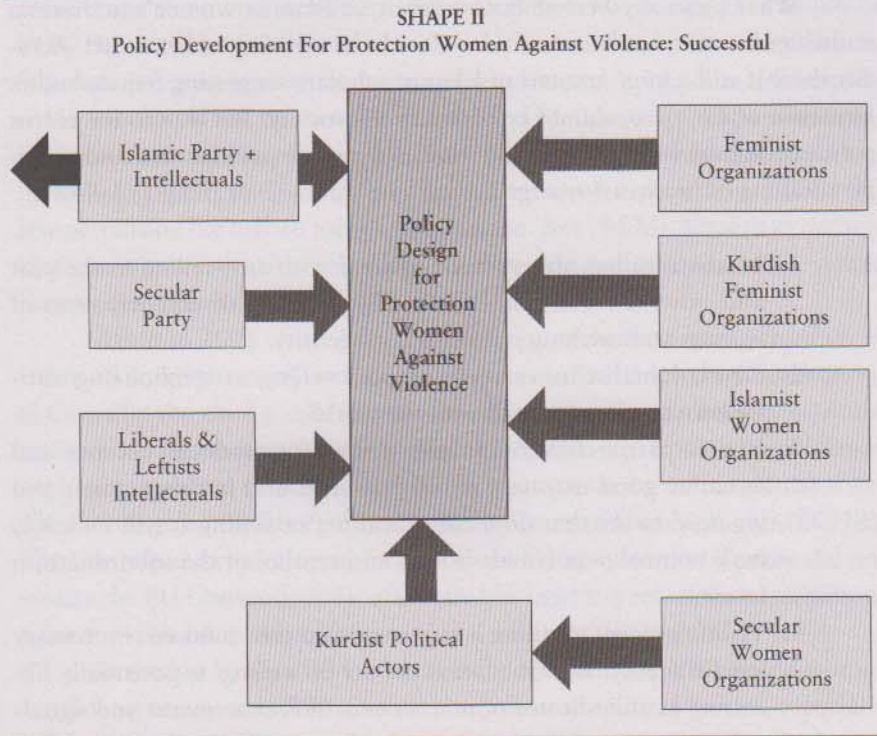 SHAPE II
Policy Development For Protection Women Against Violence: Successful
Islamic Party +
Intellectuals
Secular
Party
Liberals &
Leftists
Intellectuals
Policy
Design
for
Protection
Women
Against
Violence
Feminist
Organizations
Kurdish
Feminist
Organizations
Islamist
Women
Organizations
Kurdist Political
Actors
Secular
Women
Organizations